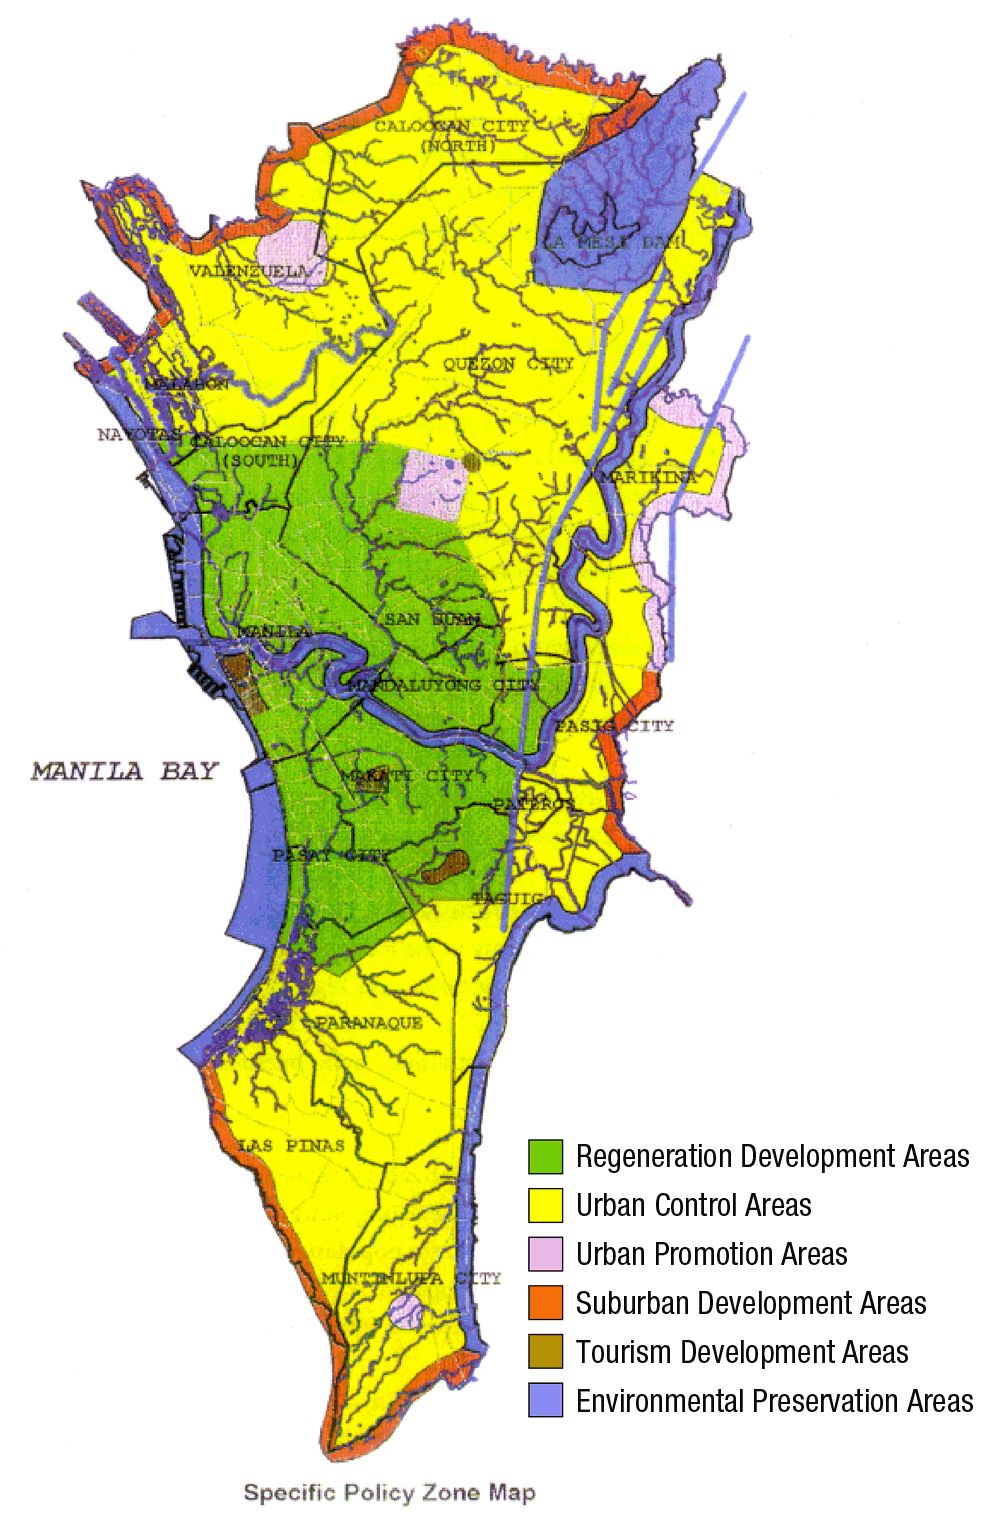 CALOOCAN CITY
(NORTH)
LA MESA DAM
VALENZUELA
QUEZON CITY
MALABON
NAVOTAS
CALOOCAN CITY
(SOUTH)
MARIKINA
SAN JUAN
MANILA
MANDALUYONG CITY
PASIG CITY
MANILA BAY
MAKATI CITY
PATEROS
PASAY CITY
TAGUIG
PARANAQUE
LAS PINAS
MUNTINLUPA CITY
Regeneration Development Areas
Urban Control Areas
Urban Promotion Areas
Suburban Development Areas
Tourism Development Areas
Environmental Preservation Areas
Specific Policy Zone Map